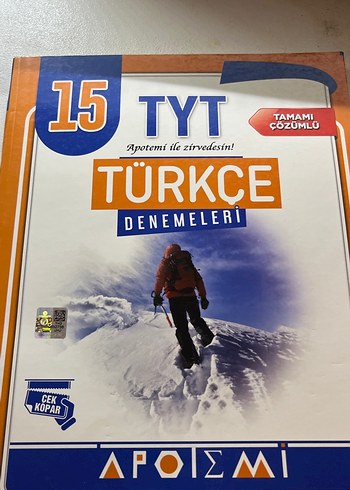 15
TYT
TAMAMI
ÇÖZÜMLÜ
Apotemi ile zirvedesin!
TÜRKÇE
DENEMELERİ
ÇEK
KOPAR
APOTEMİ